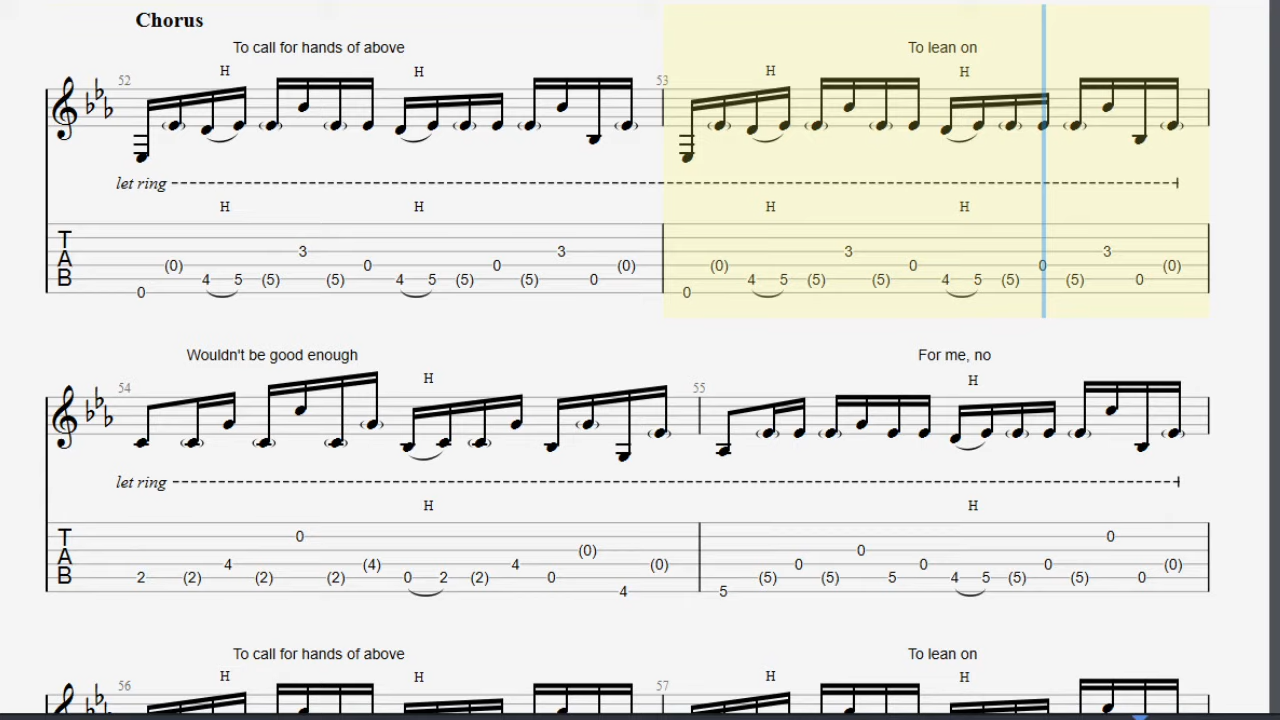 Chorus
To call for hands of above To lean on
52 H H 53 H H
let ring
H H H H
T
A
B
3 3 3 3
(0) 0 0 (0) (0) 0 0 (0)
4 5 (5) (5) 4 5 (5) (5) 0 4 5 (5) (5) 4 5 (5) (5) 0
0 0
Wouldn't be good enough For me, no
54 H 55 H
let ring
H H
T
A
B
0 0
(0) 0
4 (4) 4 (0) 0 0 0 (0)
2 (2) (2) (2) 0 2 (2) 0 (5) (5) 5 4 5 (5) (5) 0
4 5
To call for hands of above To lean on
56 H H 57 H H